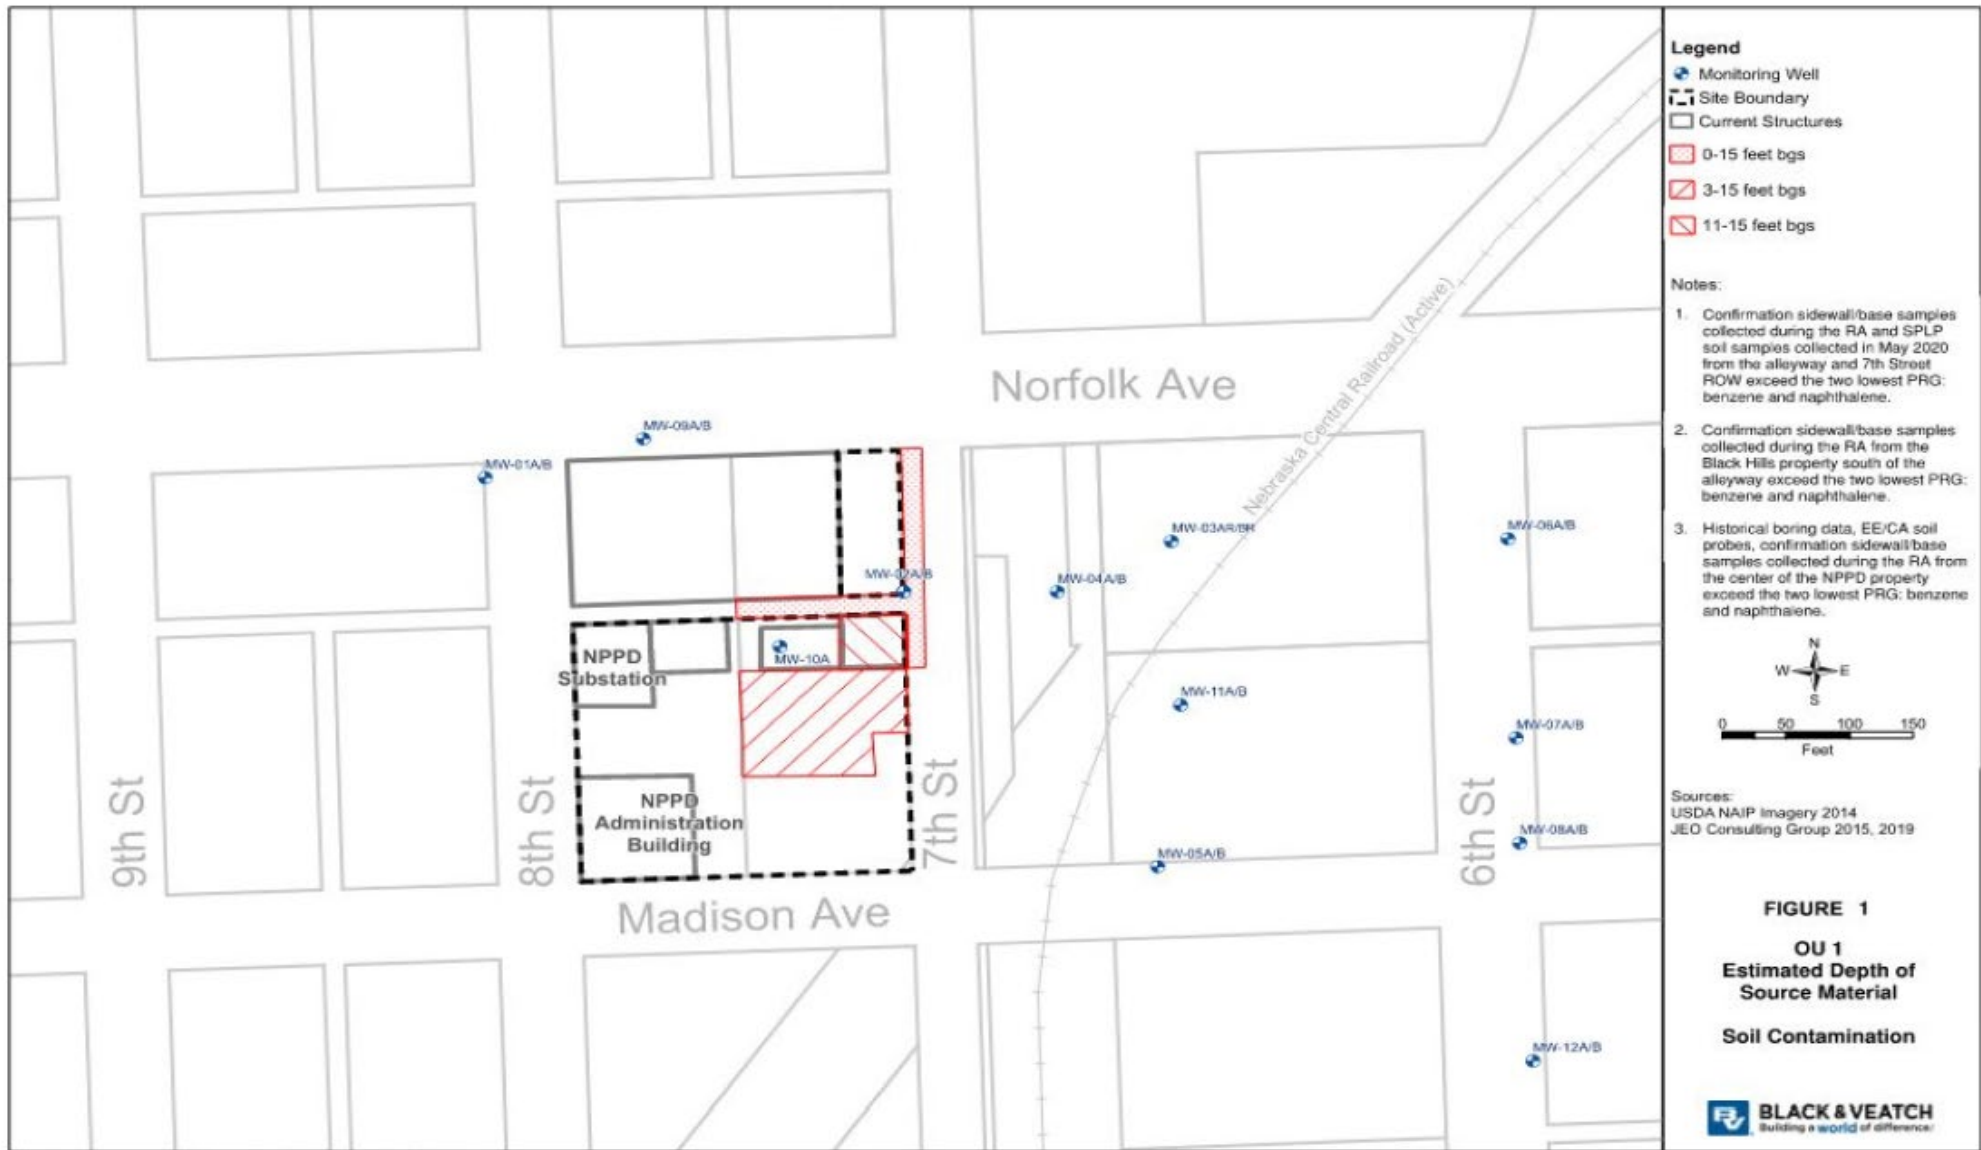 Norfolk Ave
Nebraska Central Railroad (Active)
MW-09A/B
MW-01A/B
MW-03AR/BR
MW-06A/B
MW-02A/B
MW-04A/B
NPPD
Substation
MW-10A
MW-11A/B
MW-07A/B
9th St
8th St
NPPD
Administration
Building
7th St
6th St
MW-08A/B
MW-05A/B
Madison Ave
MW-12A/B
Legend
Monitoring Well
Site Boundary
Current Structures
0-15 feet bgs
3-15 feet bgs
11-15 feet bgs
Notes:
1. Confirmation sidewall/base samples
collected during the RA and SPLP
soil samples collected in May 2020
from the alleyway and 7th Street
ROW exceed the two lowest PRG:
benzene and naphthalene.
2. Confirmation sidewall/base samples
collected during the RA from the
Black Hills property south of the
alleyway exceed the two lowest PRG:
benzene and naphthalene.
3. Historical boring data, EE/CA soil
probes, confirmation sidewall/base
samples collected during the RA from
the center of the NPPD property
exceed the two lowest PRG: benzene
and naphthalene.
N
W E
S
0 50 100 150
Feet
Sources:
USDA NAIP Imagery 2014
JEO Consulting Group 2015, 2019
FIGURE 1
OU 1
Estimated Depth of
Source Material
Soil Contamination
BV
BLACK & VEATCH
Building a world of difference.